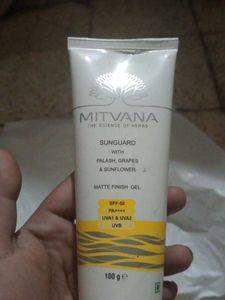 MITVANA
THE SCIENCE OF HERBS
SUNGUARD
WITH
PALASH, GRAPES
& SUNFLOWER
MATTE FINISH GEL
SPF-50
PA++++
UVA1 & UVA2
UVB
100 g e